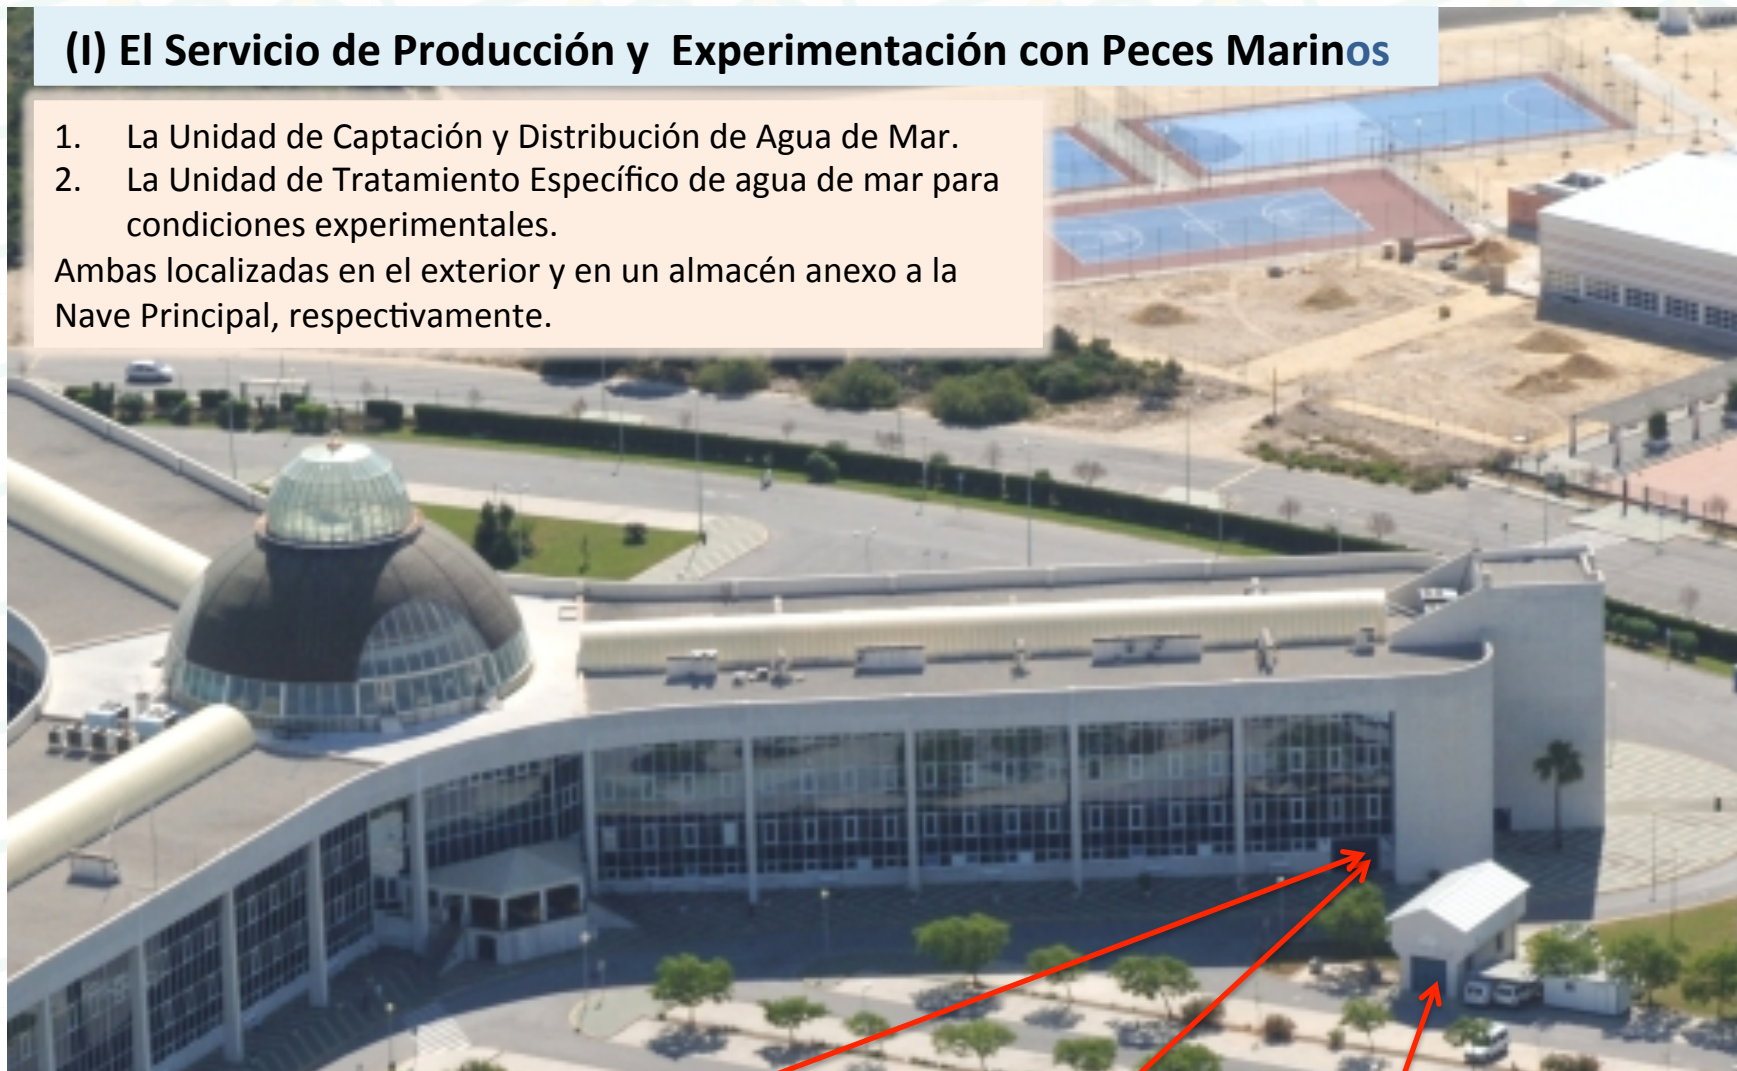 (I) El Servicio de Producción y Experimentación con Peces Marinos
1. La Unidad de Captación y Distribución de Agua de Mar.
2. La Unidad de Tratamiento Específico de agua de mar para
condiciones experimentales.
Ambas localizadas en el exterior y en un almacén anexo a la
Nave Principal, respectivamente.